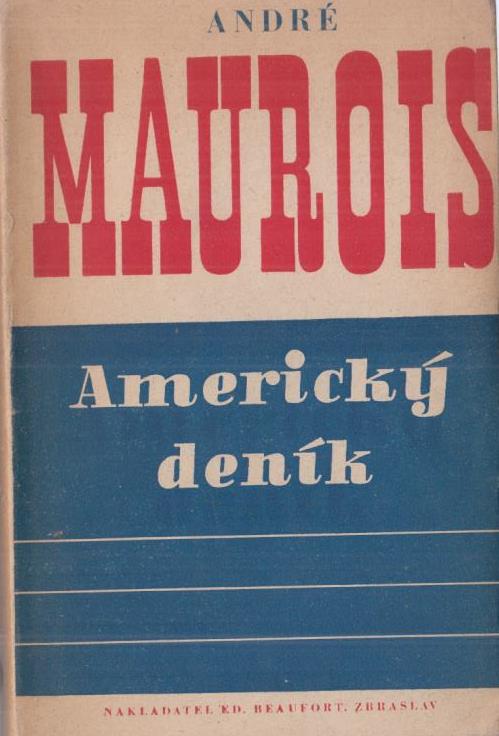 ANDRÉ
MAUROIS
Americký
deník
NAKLADATEL ED. BEAUFORT, ZBRASLAV